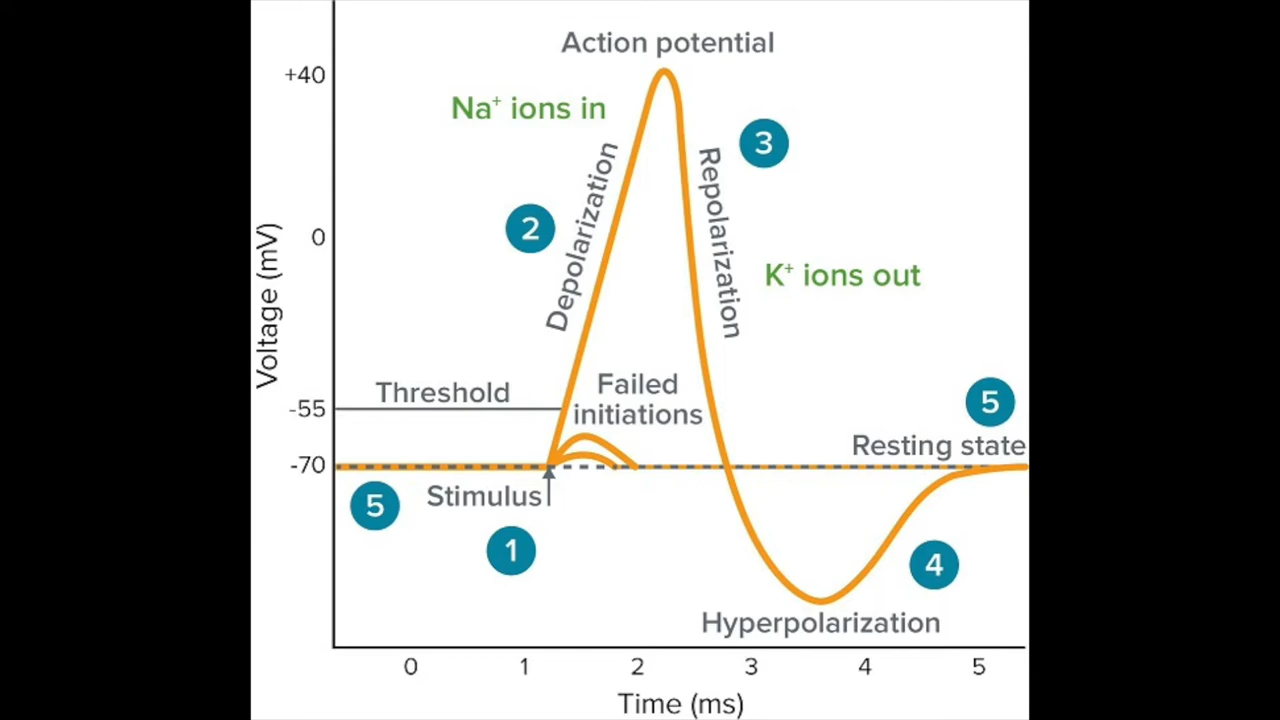 Action potential
+40
Na⁺ ions in
3
Depolarization
Repolarization
2
0
K⁺ ions out
Voltage (mV)
Failed
initiations
Threshold
-55
5
Resting state
-70
Stimulus
5
1
4
Hyperpolarization
0 1 2 3 4 5
Time (ms)